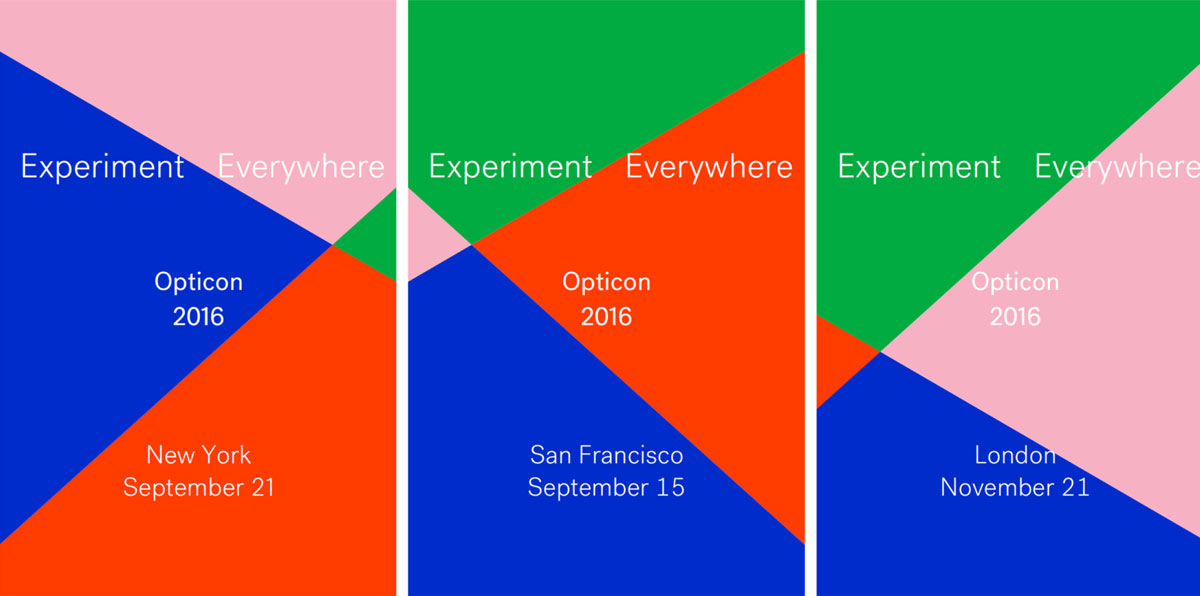 Experiment Everywhere
Opticon
2016
New York
September 21
Experiment Everywhere
Opticon
2016
San Francisco
September 15
Experiment Everywhere
Opticon
2016
London
November 21